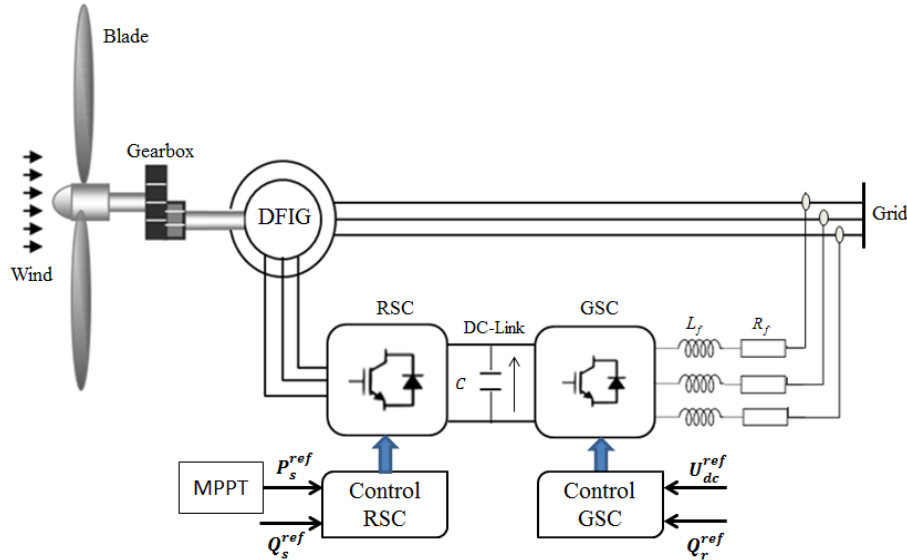 Blade
Gearbox
Wind
DFIG
Grid
RSC
DC-Link
GSC
L_f
R_f
C
MPPT
P_s^ref
Q_s^ref
Control
RSC
Control
GSC
U_dc^ref
Q_r^ref